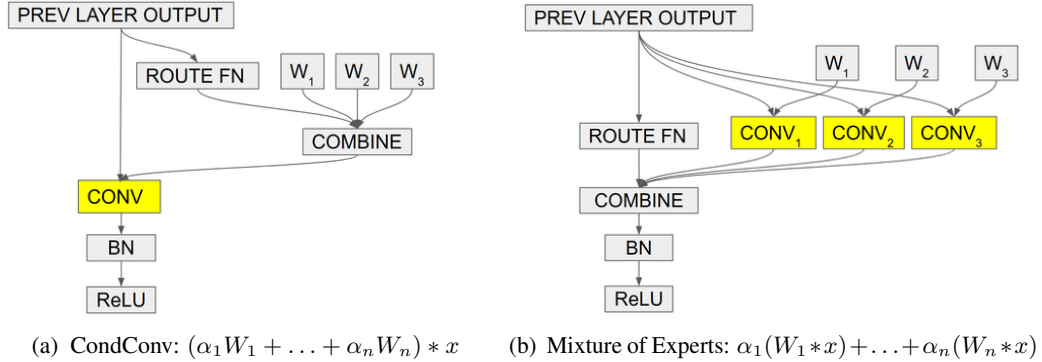 PREV LAYER OUTPUT
ROUTE FN
W₁
W₂
W₃
COMBINE
CONV
BN
ReLU
(a) CondConv: (α₁W₁ + … + αₙWₙ) ∗ x
PREV LAYER OUTPUT
W₁
W₂
W₃
ROUTE FN
CONV₁
CONV₂
CONV₃
COMBINE
BN
ReLU
(b) Mixture of Experts: α₁(W₁∗x)+…+αₙ(Wₙ∗x)